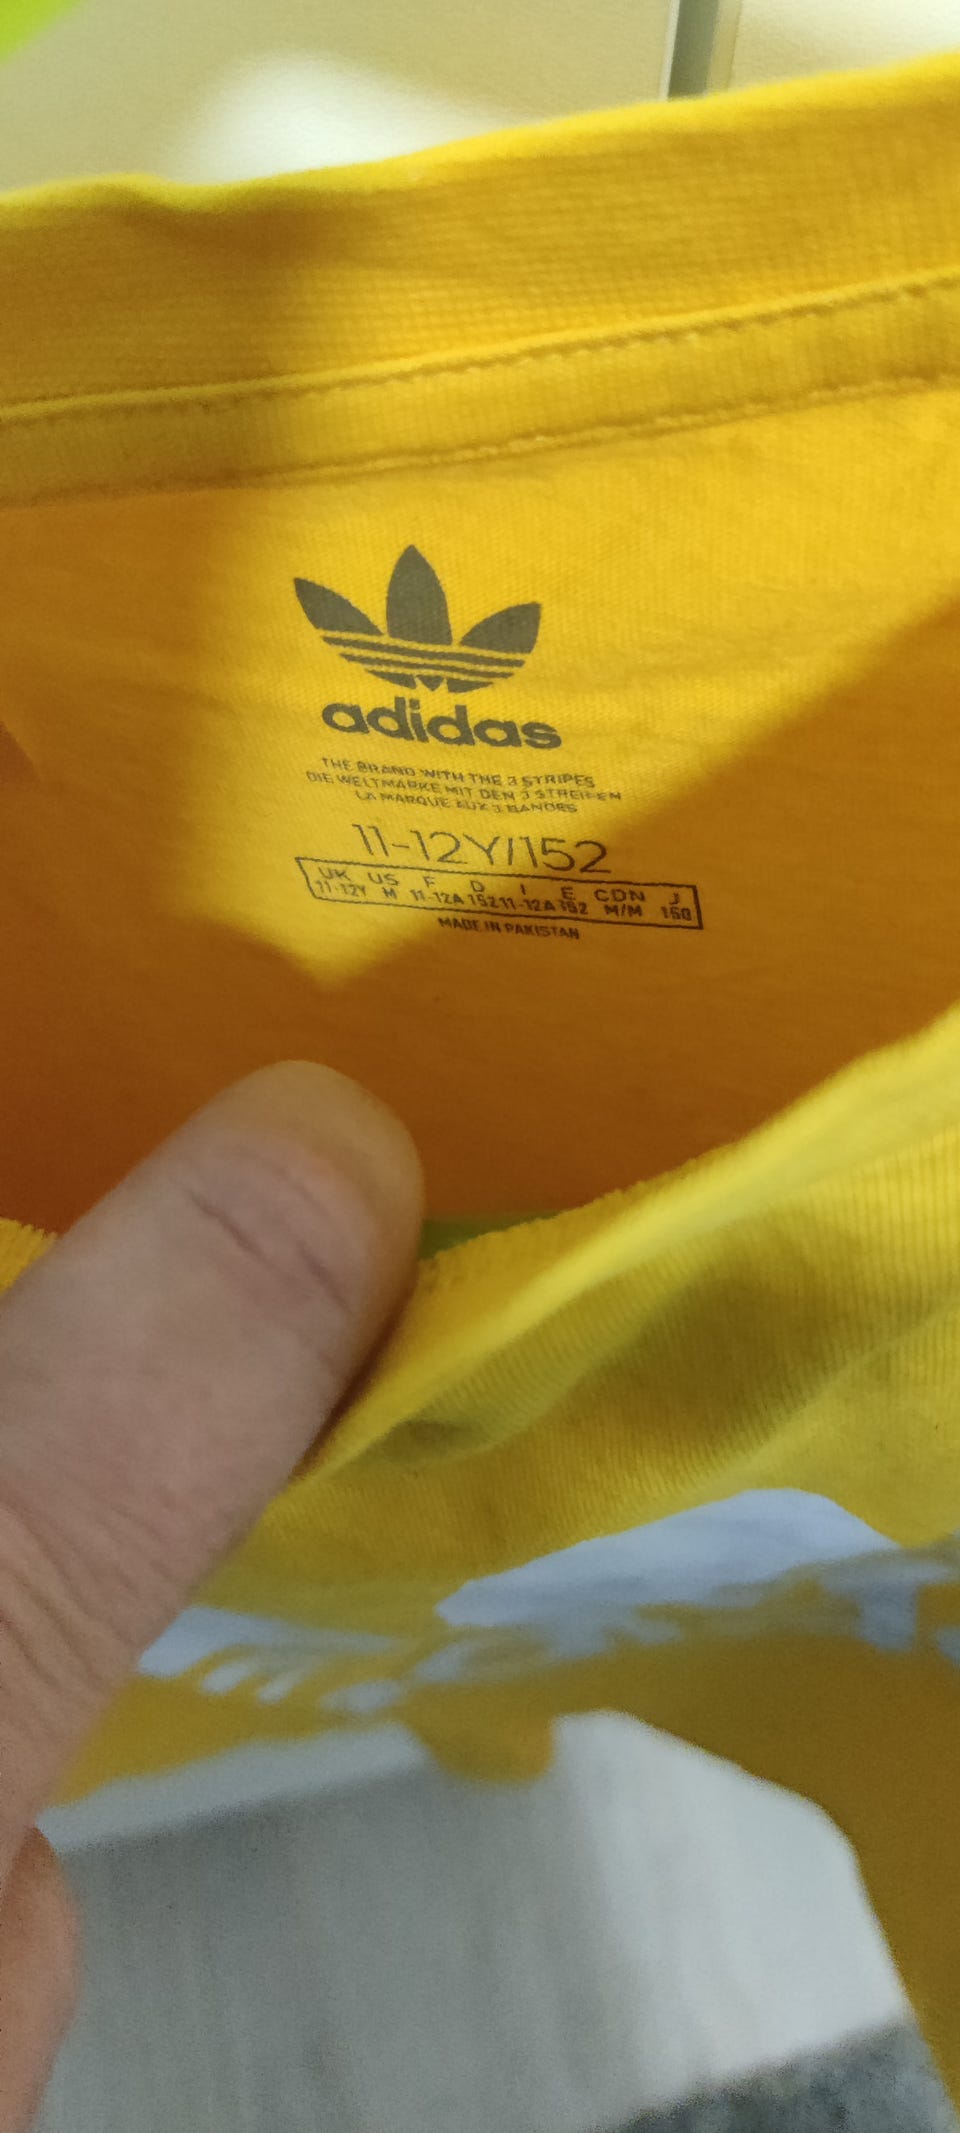 adidas
THE BRAND WITH THE 3 STRIPES
DIE WELTMARKE MIT DEN 3 STREIFEN
LA MARQUE AUX 3 BANDES
11-12Y/152
UK US F D I E CDN J
11-12Y M 11-12A 152 11-12A 152 M/M 160
MADE IN PAKISTAN